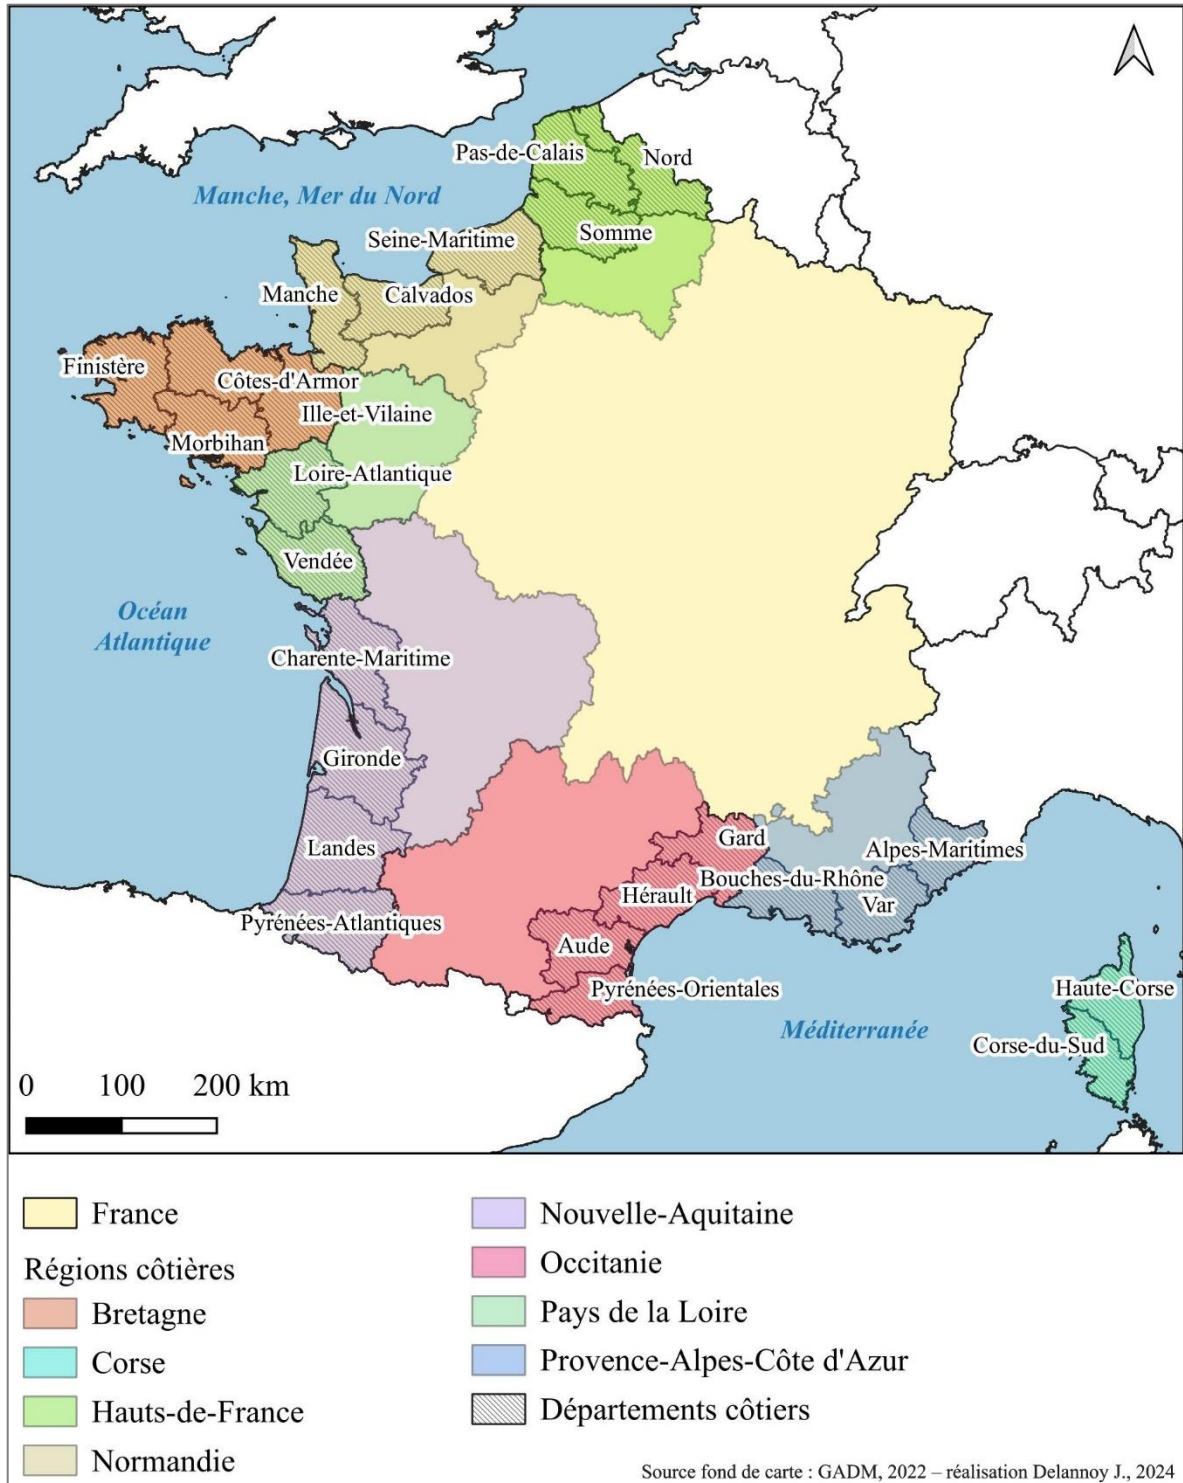 Pas-de-Calais
Nord
Manche, Mer du Nord
Somme
Seine-Maritime
Manche
Calvados
Finistère
Côtes-d'Armor
Ille-et-Vilaine
Morbihan
Loire-Atlantique
Vendée
Océan
Atlantique
Charente-Maritime
Gironde
Landes
Gard
Alpes-Maritimes
Bouches-du-Rhône
Hérault
Var
Pyrénées-Atlantiques
Aude
Pyrénées-Orientales
Haute-Corse
Méditerranée
Corse-du-Sud
0 100 200 km
France
Régions côtières
Bretagne
Corse
Hauts-de-France
Normandie
Nouvelle-Aquitaine
Occitanie
Pays de la Loire
Provence-Alpes-Côte d'Azur
Départements côtiers
Source fond de carte : GADM, 2022 – réalisation Delannoy J., 2024